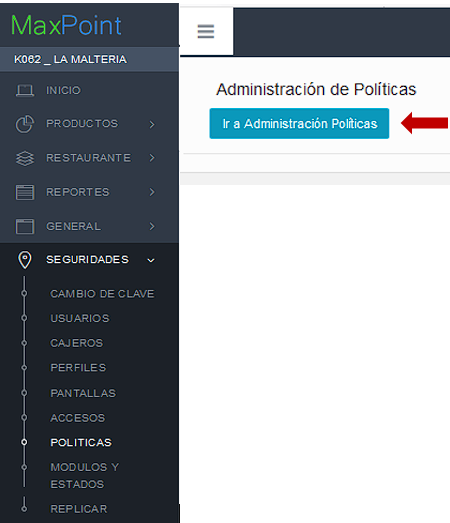 MaxPoint
K062 _ LA MALTERIA
INICIO
PRODUCTOS
RESTAURANTE
REPORTES
GENERAL
SEGURIDADES
CAMBIO DE CLAVE
USUARIOS
CAJEROS
PERFILES
PANTALLAS
ACCESOS
POLITICAS
MODULOS Y
ESTADOS
REPLICAR
Administración de Políticas
Ir a Administración Políticas